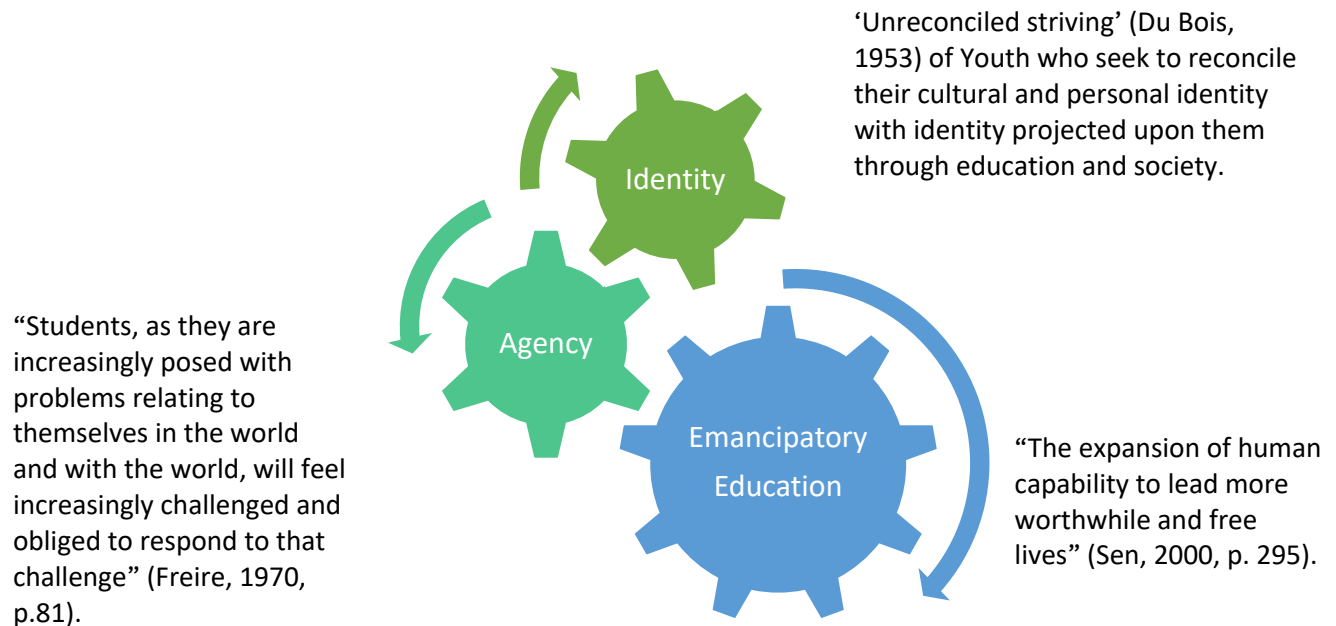 ‘Unreconciled striving’ (Du Bois,
1953) of Youth who seek to reconcile
their cultural and personal identity
with identity projected upon them
through education and society.
Identity
Agency
“Students, as they are
increasingly posed with
problems relating to
themselves in the world
and with the world, will feel
increasingly challenged and
obliged to respond to that
challenge” (Freire, 1970,
p.81).
Emancipatory
Education
“The expansion of human
capability to lead more
worthwhile and free
lives” (Sen, 2000, p. 295).